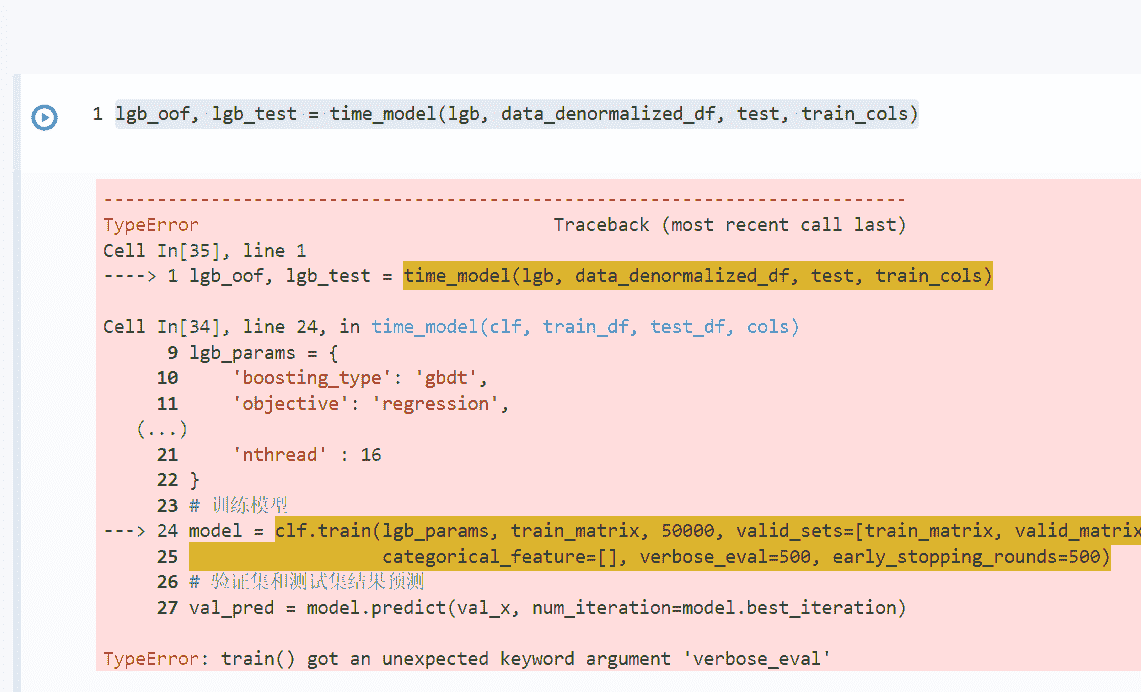 1 lgb_oof, lgb_test = time_model(lgb, data_denormalized_df, test, train_cols)
---------------------------------------------------------------------------
TypeError                                 Traceback (most recent call last)
Cell In[35], line 1
----> 1 lgb_oof, lgb_test = time_model(lgb, data_denormalized_df, test, train_cols)
Cell In[34], line 24, in time_model(clf, train_df, test_df, cols)
      9 lgb_params = {
     10     'boosting_type': 'gbdt',
     11     'objective': 'regression',
   (...)
     21     'nthread' : 16
     22 }
     23 # 训练模型
---> 24 model = clf.train(lgb_params, train_matrix, 50000, valid_sets=[train_matrix, valid_matrix
     25                   categorical_feature=[], verbose_eval=500, early_stopping_rounds=500)
     26 # 验证集和测试集结果预测
     27 val_pred = model.predict(val_x, num_iteration=model.best_iteration)
TypeError: train() got an unexpected keyword argument 'verbose_eval'